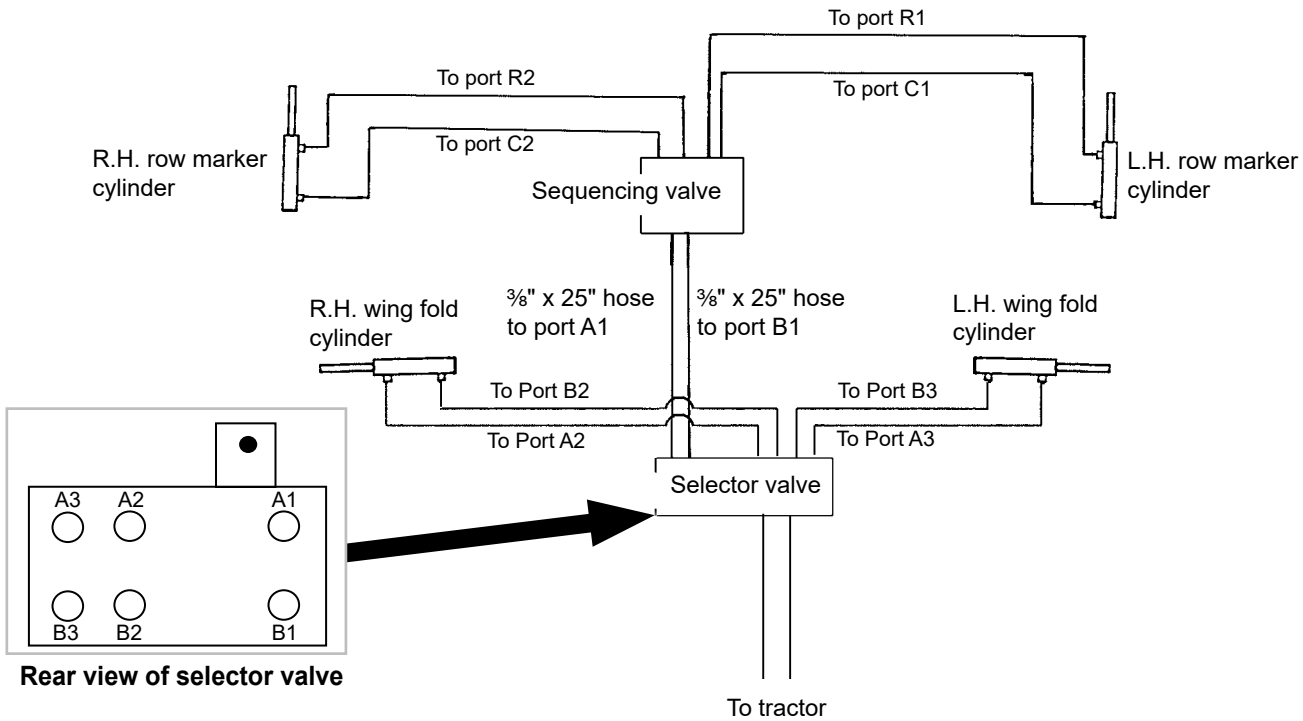 To port R1
To port R2
To port C1
To port C2
R.H. row marker
cylinder
L.H. row marker
cylinder
Sequencing valve
⅜" x 25" hose
to port A1
⅜" x 25" hose
to port B1
R.H. wing fold
cylinder
L.H. wing fold
cylinder
To Port B2
To Port B3
To Port A2
To Port A3
Selector valve
A3 A2 A1
B3 B2 B1
Rear view of selector valve
To tractor